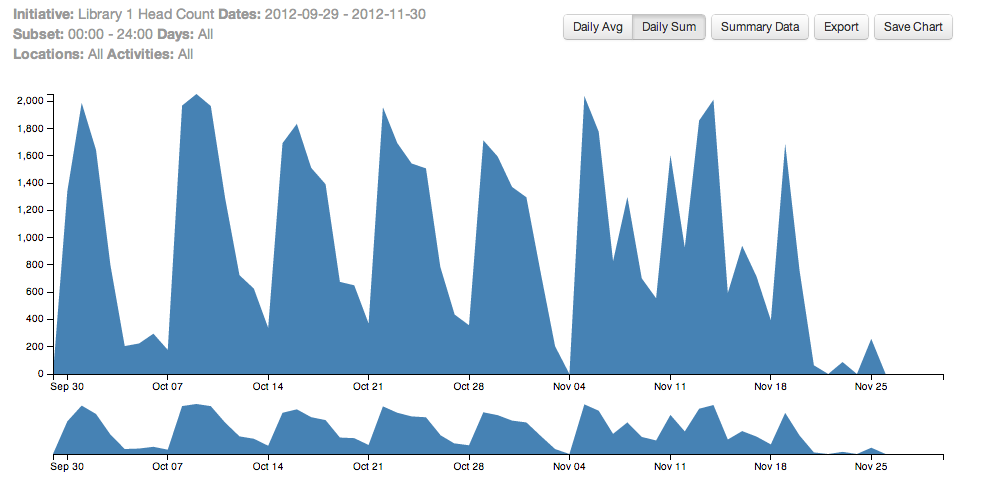 Initiative: Library 1 Head Count Dates: 2012-09-29 - 2012-11-30
Subset: 00:00 - 24:00 Days: All
Locations: All Activities: All
Daily Avg Daily Sum Summary Data Export Save Chart
2,000
1,800
1,600
1,400
1,200
1,000
800
600
400
200
0
Sep 30 Oct 07 Oct 14 Oct 21 Oct 28 Nov 04 Nov 11 Nov 18 Nov 25
Sep 30 Oct 07 Oct 14 Oct 21 Oct 28 Nov 04 Nov 11 Nov 18 Nov 25